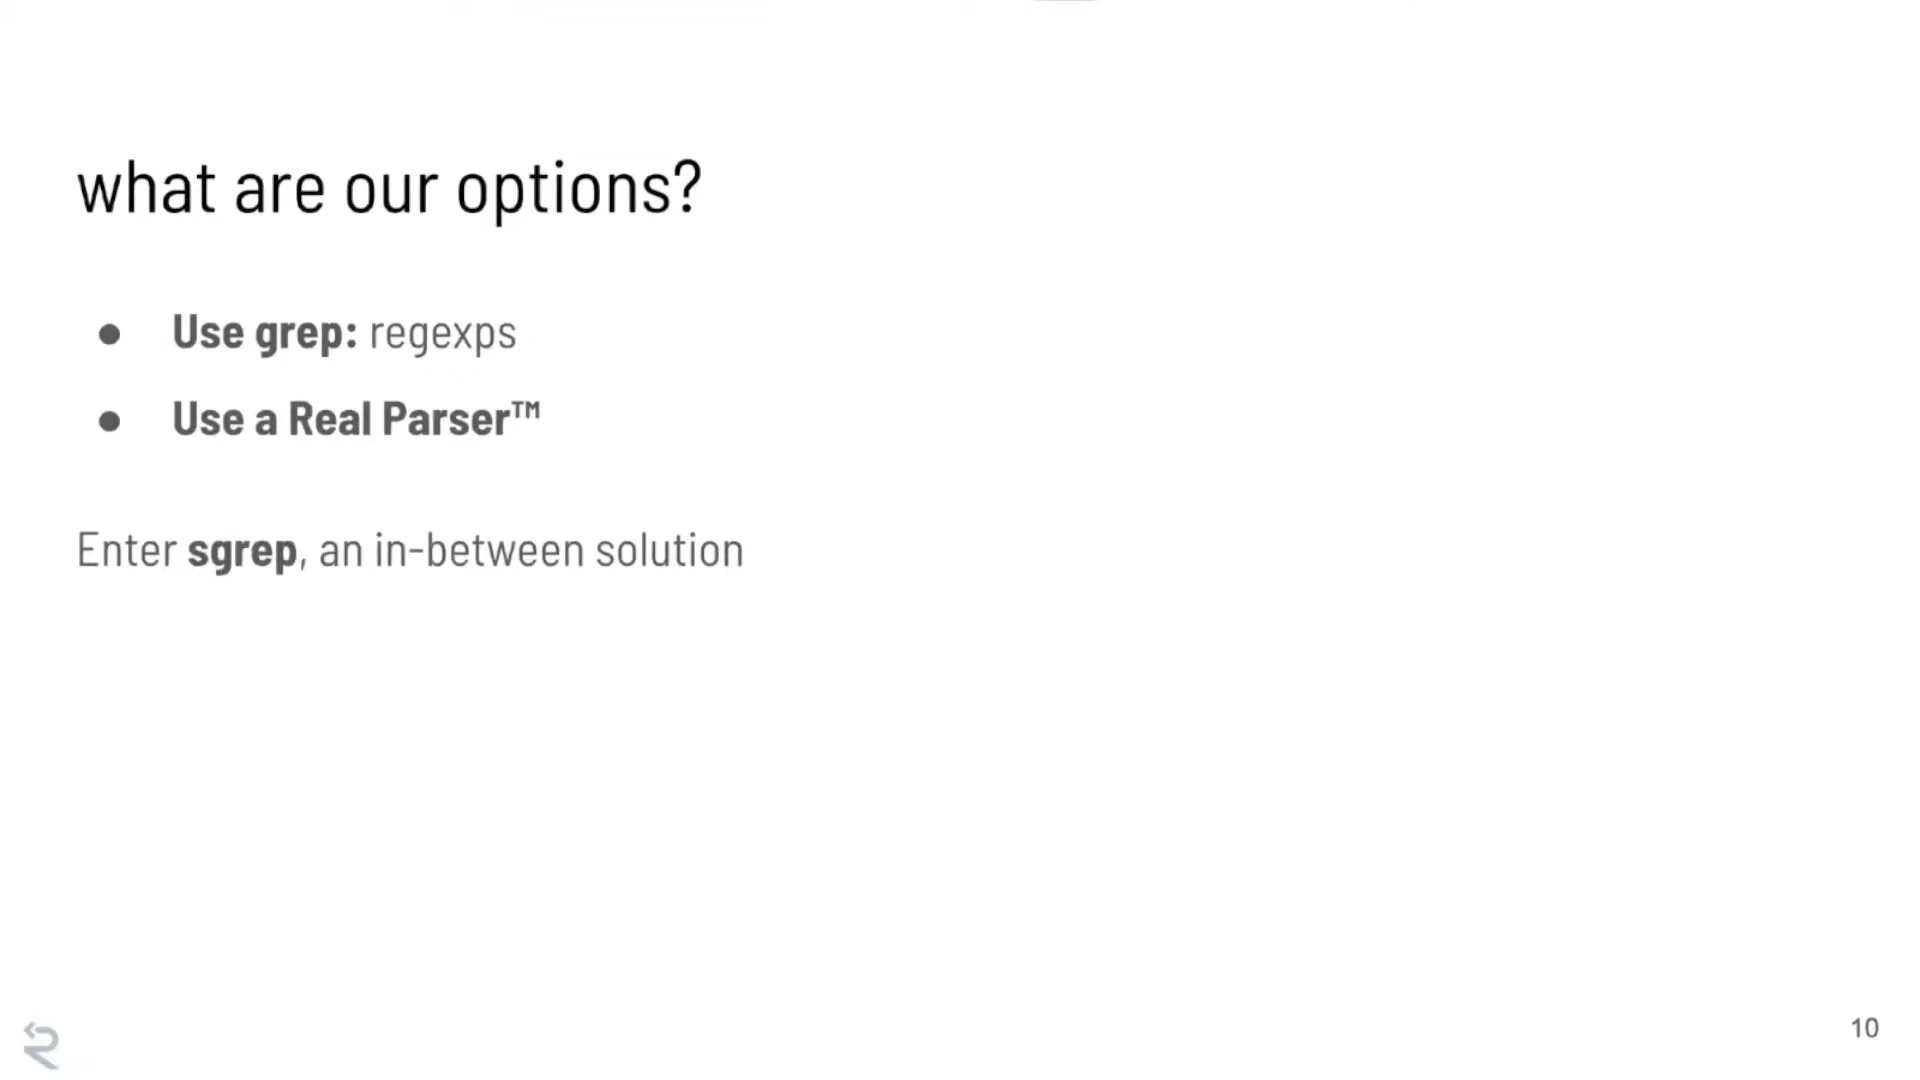 what are our options?
● Use grep: regexps
● Use a Real Parser™
Enter sgrep, an in-between solution
10